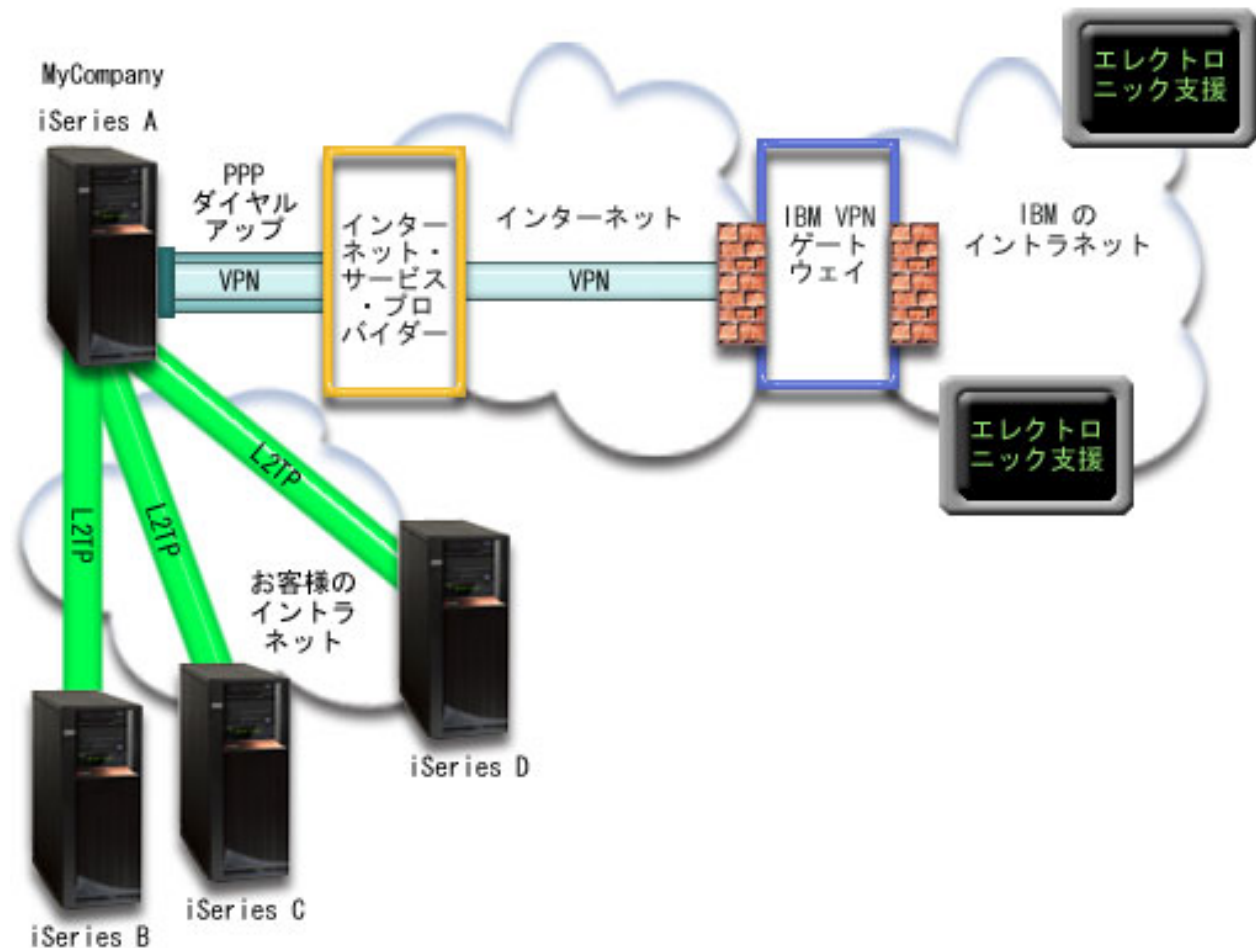 MyCompany
iSeries A
PPP
ダイヤル
アップ
VPN
インター
ネット・
サービス
・プロ
バイダー
インターネット
VPN
IBM VPN
ゲート
ウェイ
IBM の
イントラネット
エレクトロ
ニック支援
エレクトロ
ニック支援
L2TP
L2TP
L2TP
お客様の
イントラ
ネット
iSeries D
iSeries C
iSeries B